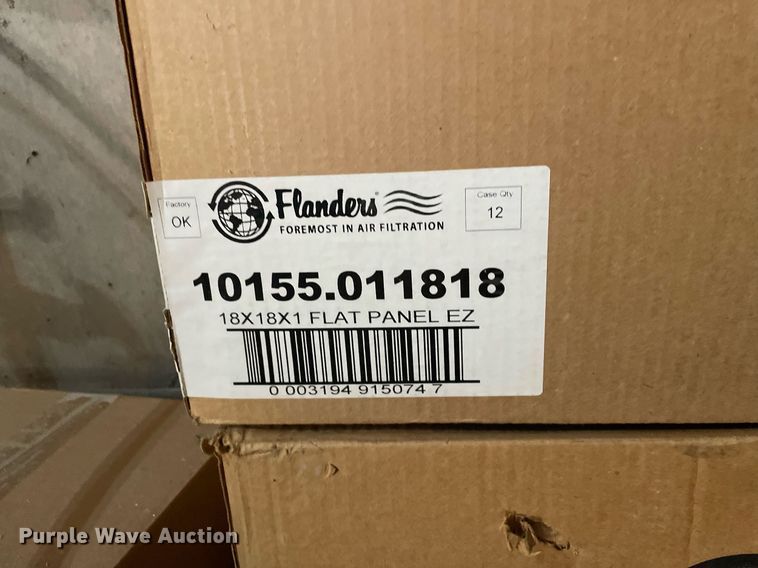 Factory
OK
Flanders
FOREMOST IN AIR FILTRATION
Case Qty
12
10155.011818
18X18X1 FLAT PANEL EZ
0 003194 915074 7
Purple Wave Auction